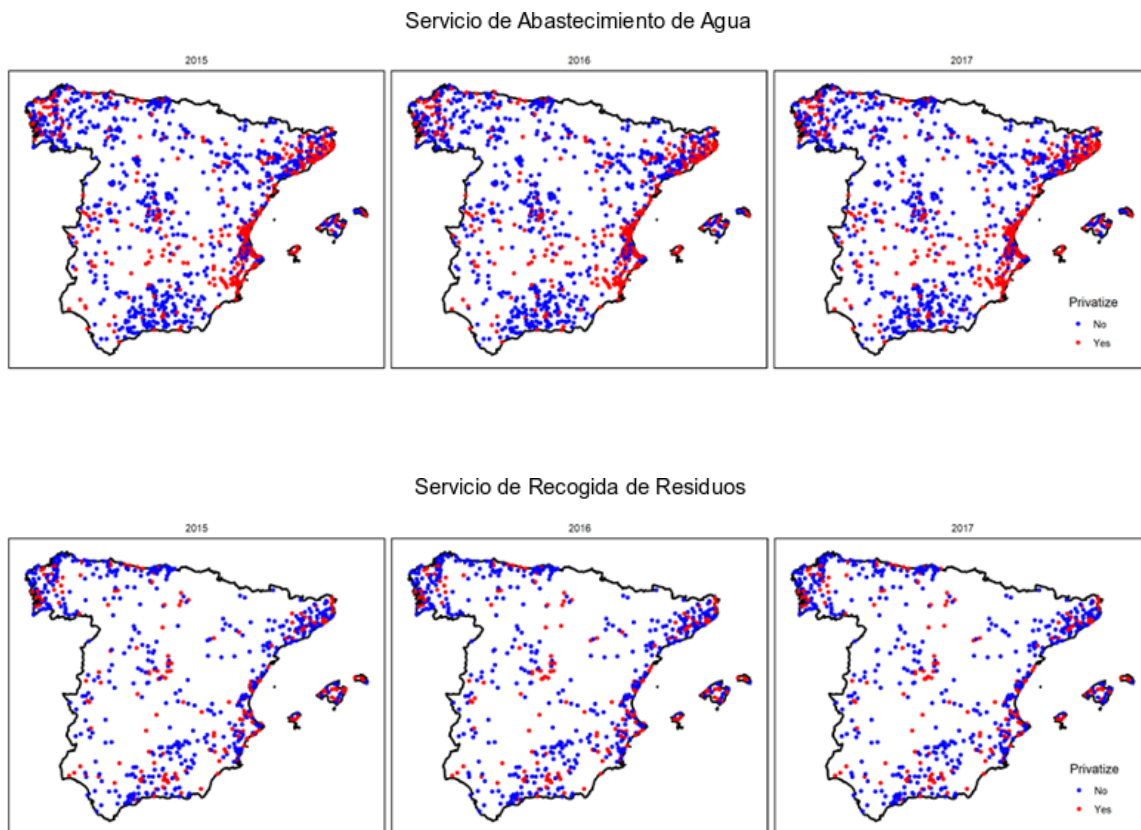 Servicio de Abastecimiento de Agua
2015
2016
2017
Privatize
No
Yes
Servicio de Recogida de Residuos
2015
2016
2017
Privatize
No
Yes